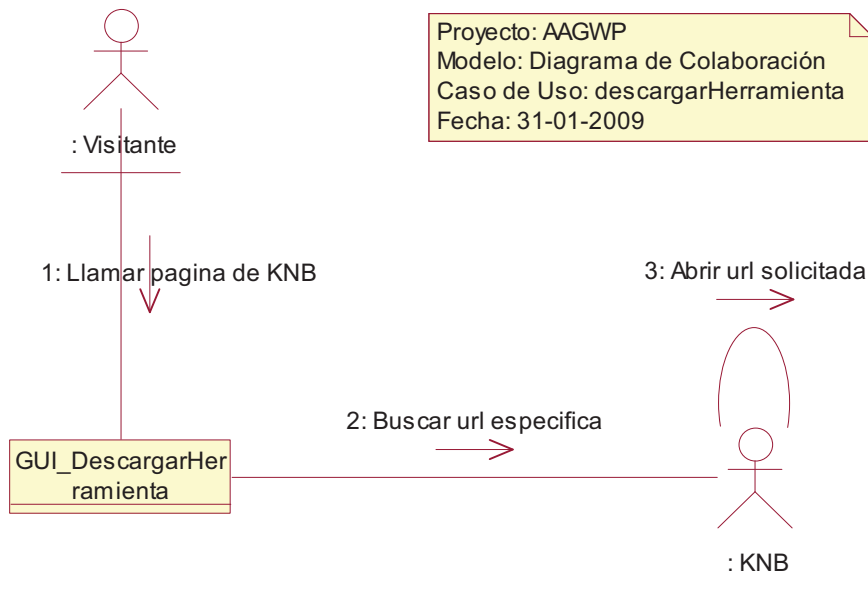 Proyecto: AAGWP
Modelo: Diagrama de Colaboración
Caso de Uso: descargarHerramienta
Fecha: 31-01-2009
: Visitante
1: Llamar pagina de KNB
3: Abrir url solicitada
2: Buscar url especifica
GUI_DescargarHer
ramienta
: KNB